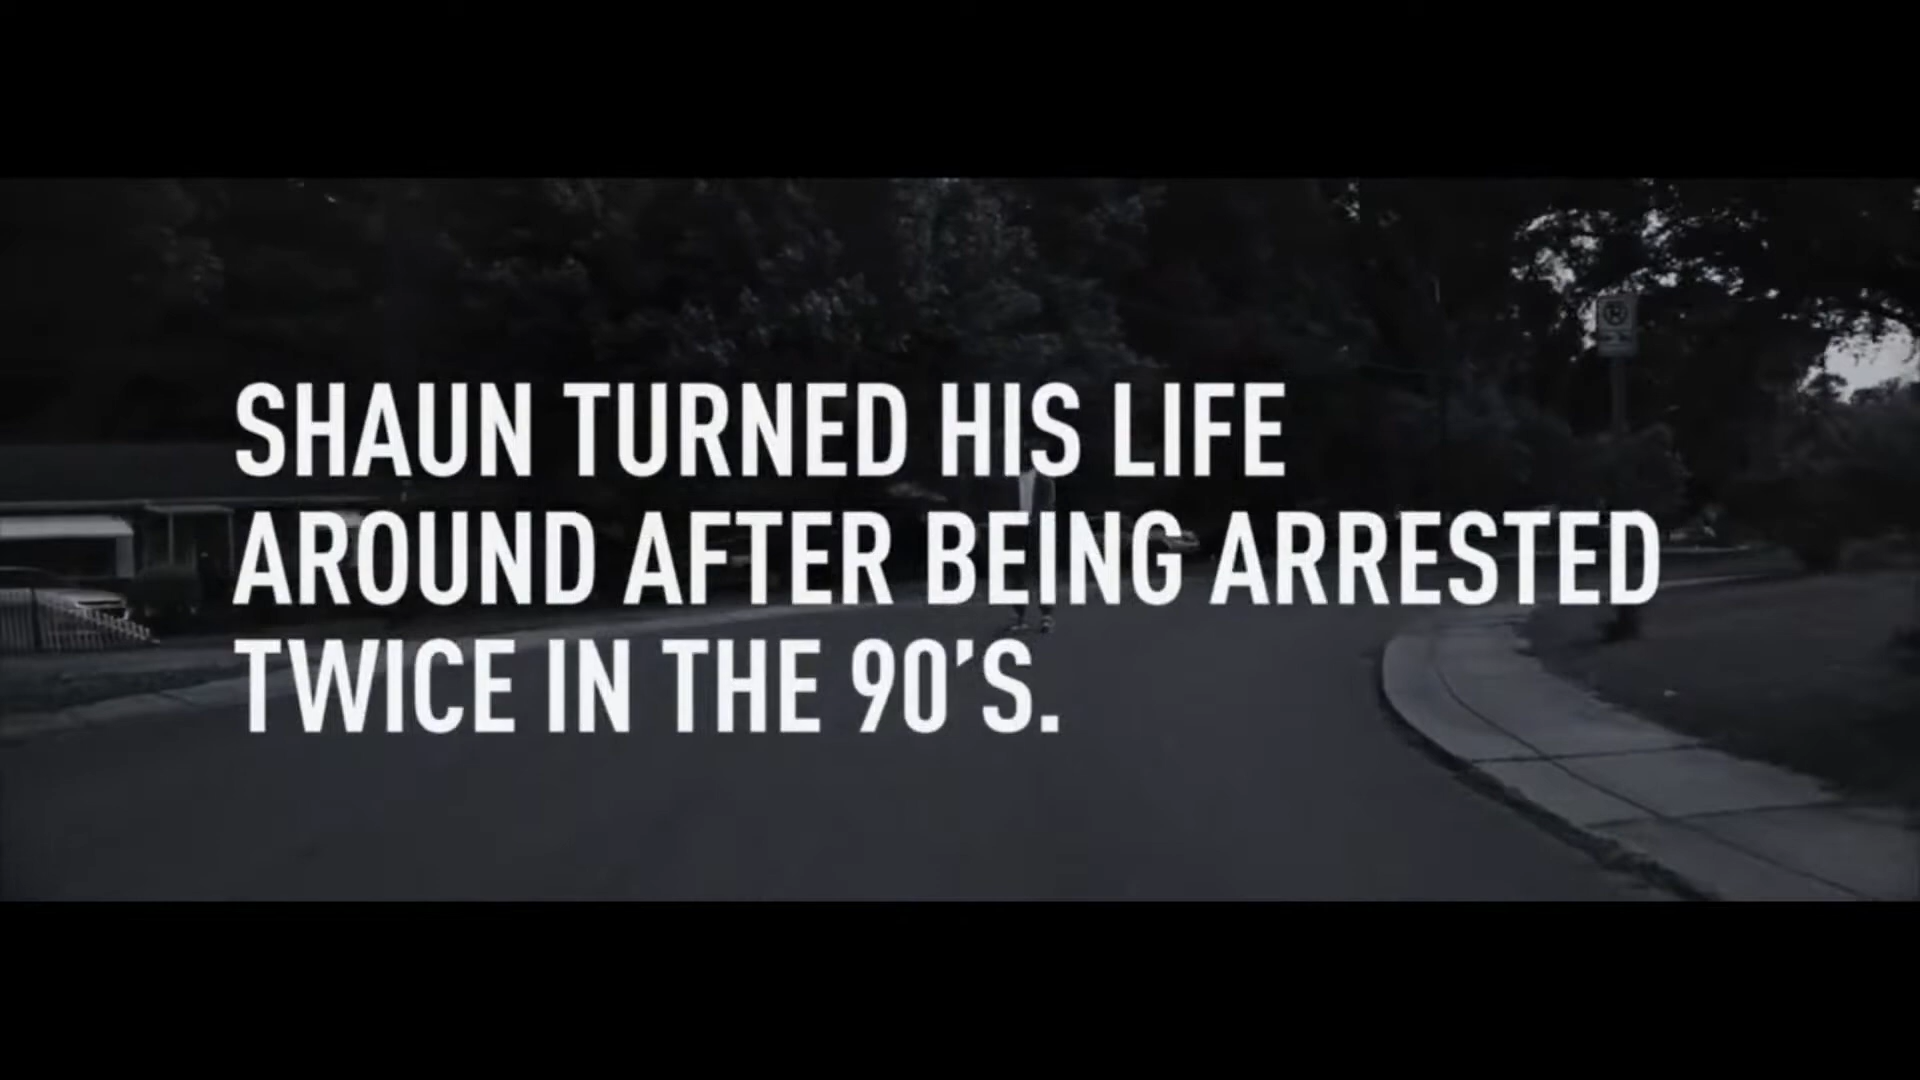 SHAUN TURNED HIS LIFE
AROUND AFTER BEING ARRESTED
TWICE IN THE 90'S.